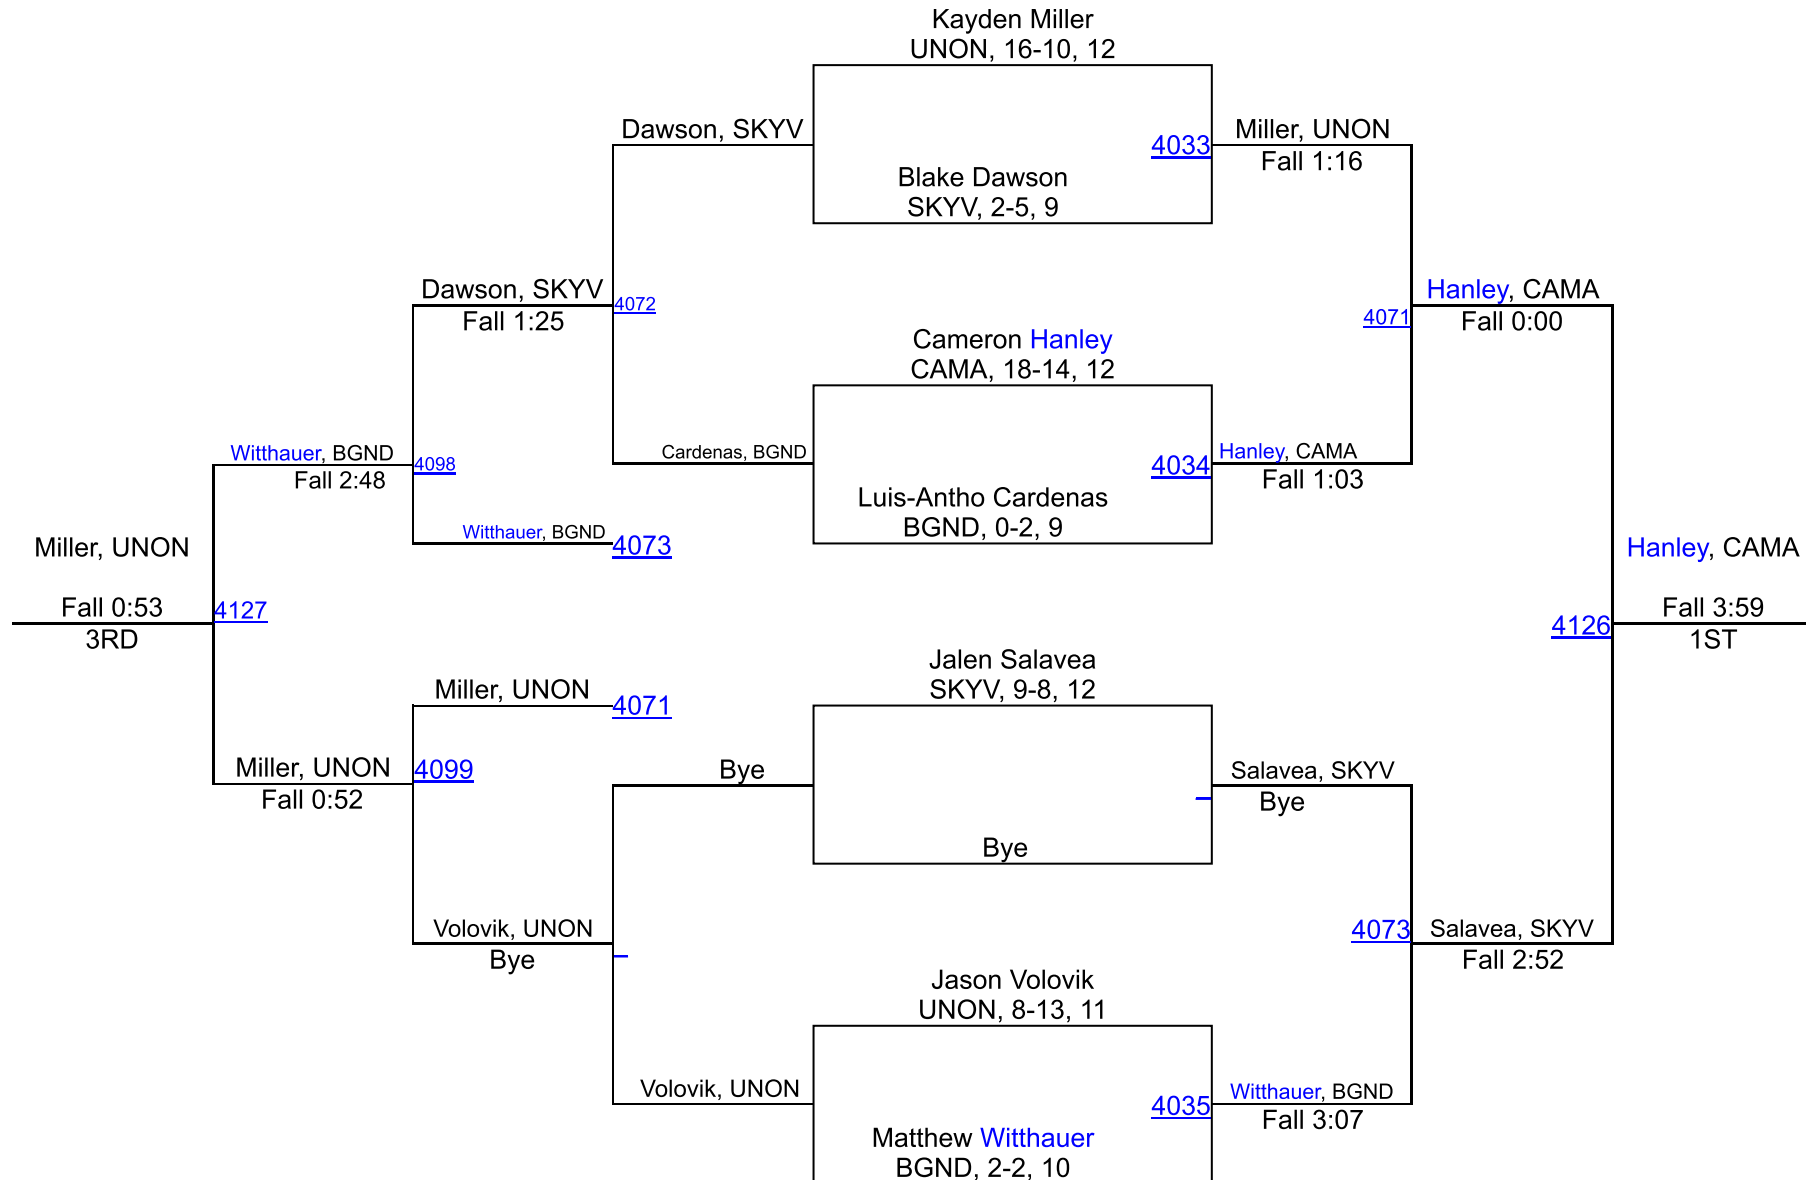 Kayden Miller
UNON, 16-10, 12
Dawson, SKYV
4033
Miller, UNON
Fall 1:16
Blake Dawson
SKYV, 2-5, 9
Dawson, SKYV
Fall 1:25
4072
4071
Hanley, CAMA
Fall 0:00
Cameron Hanley
CAMA, 18-14, 12
Witthauer, BGND
Fall 2:48
4098
Cardenas, BGND
4034
Hanley, CAMA
Fall 1:03
Luis-Antho Cardenas
BGND, 0-2, 9
Witthauer, BGND
4073
Miller, UNON
Fall 0:53
3RD
4127
Hanley, CAMA
Fall 3:59
1ST
4126
Jalen Salavea
SKYV, 9-8, 12
Miller, UNON
4071
Miller, UNON
Fall 0:52
4099
Bye
Salavea, SKYV
Bye
Bye
Volovik, UNON
Bye
4073
Salavea, SKYV
Fall 2:52
Jason Volovik
UNON, 8-13, 11
Volovik, UNON
4035
Witthauer, BGND
Fall 3:07
Matthew Witthauer
BGND, 2-2, 10